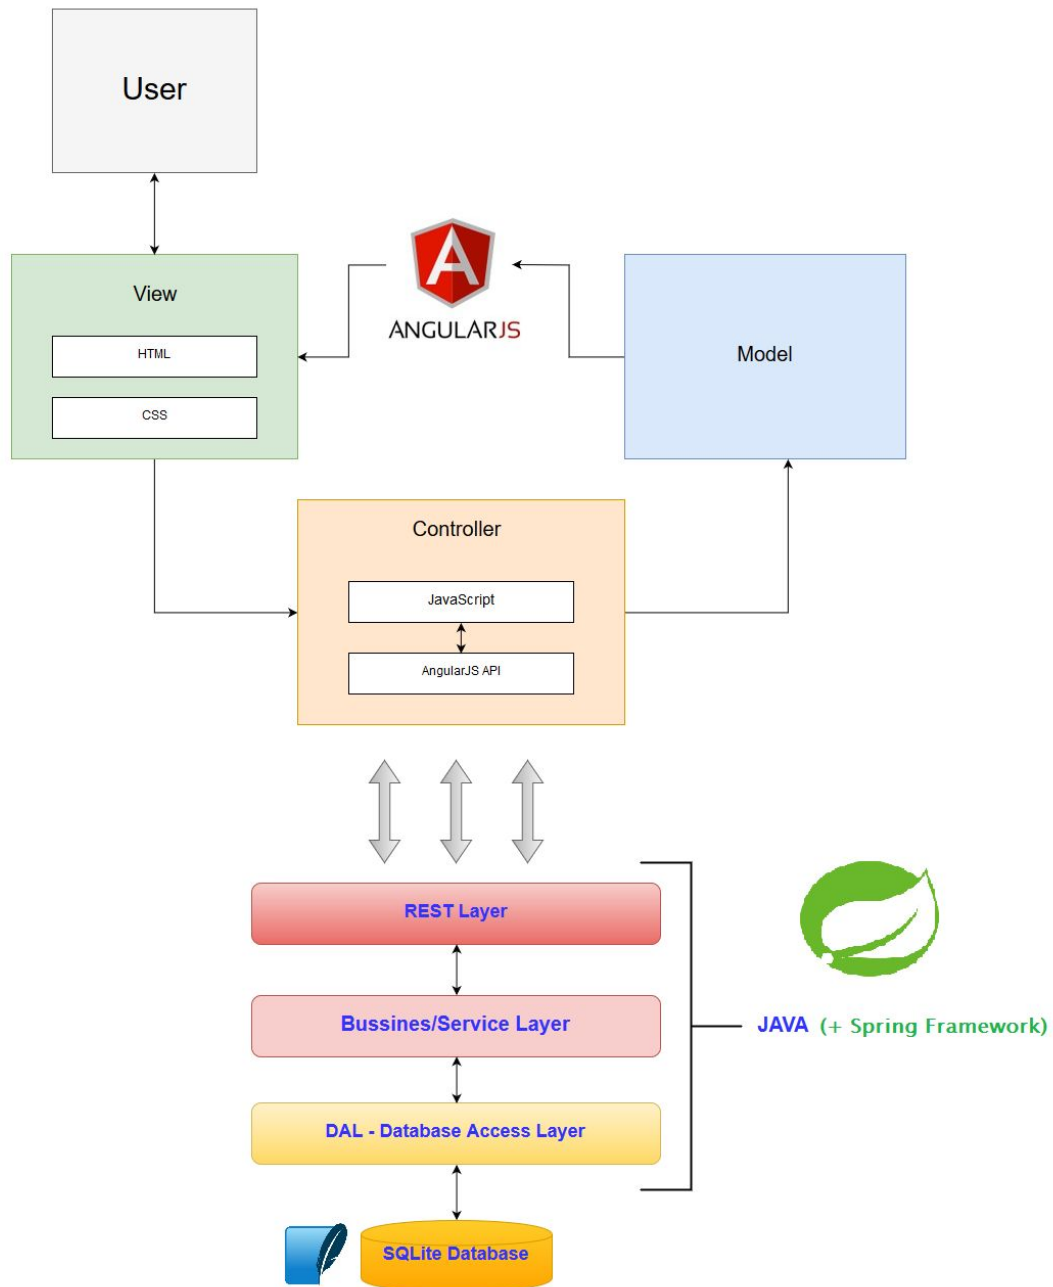 User
View
HTML
CSS
ANGULARJS
Model
Controller
JavaScript
AngularJS API
REST Layer
Bussines/Service Layer
JAVA (+ Spring Framework)
DAL - Database Access Layer
SQLite Database